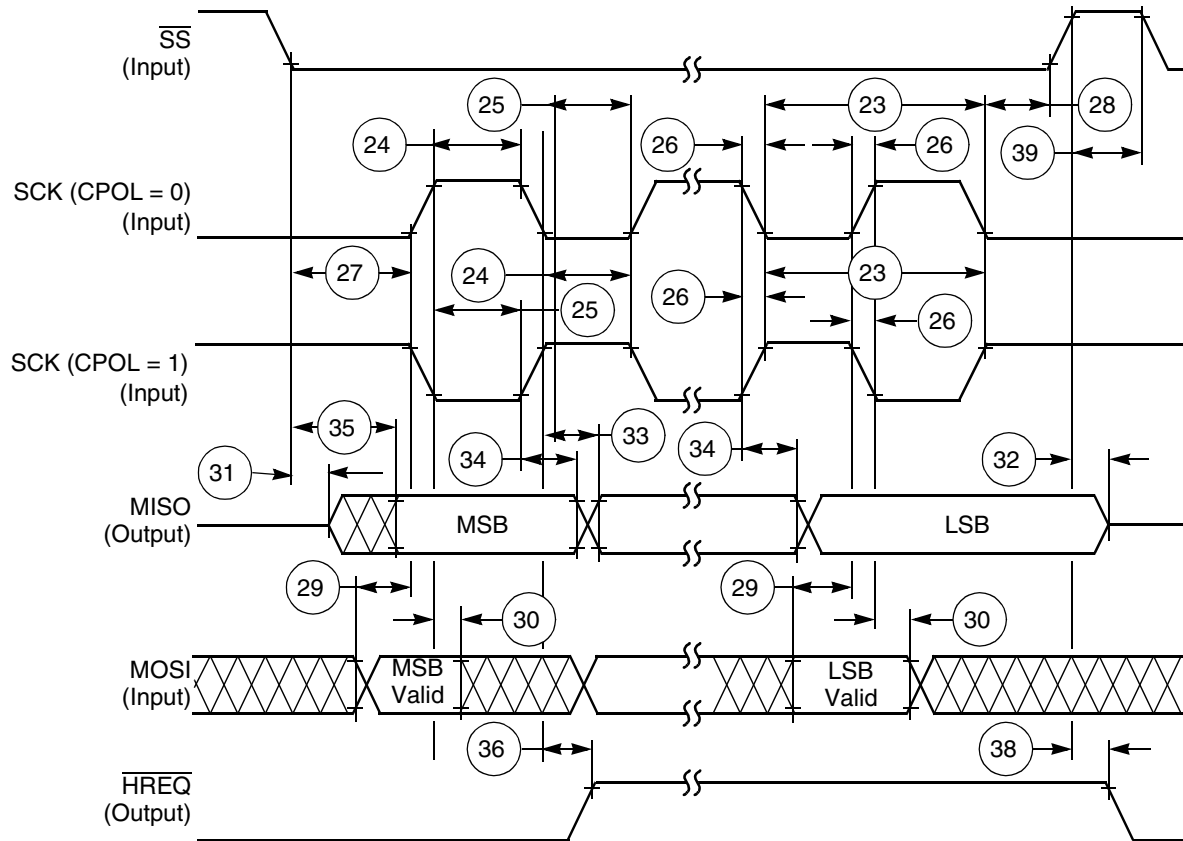 SS
(Input)
25
23
28
24
26
26
39
SCK (CPOL = 0)
(Input)
27
24
23
26
25
26
SCK (CPOL = 1)
(Input)
35
33
34
34
31
32
MISO
(Output)
MSB
LSB
29
29
30
30
MOSI
(Input)
MSB
Valid
LSB
Valid
36
38
HREQ
(Output)